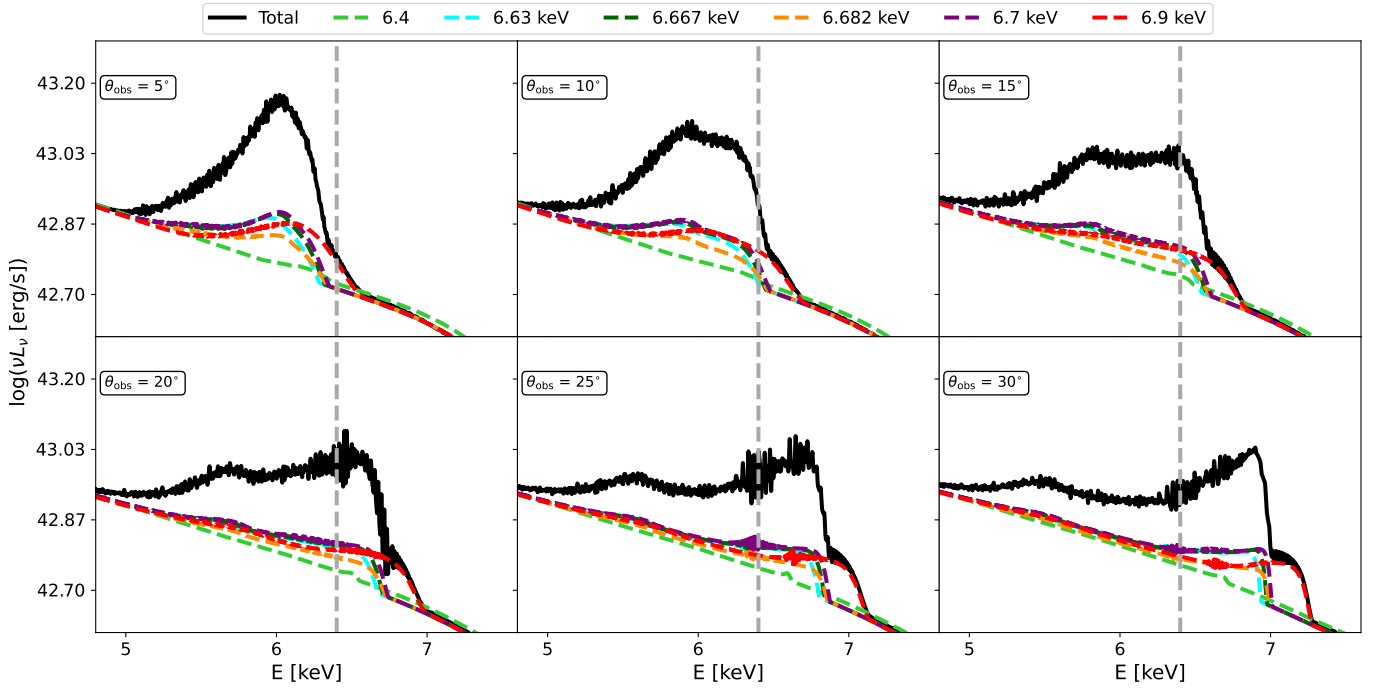 Total 6.4 6.63 keV 6.667 keV 6.682 keV 6.7 keV 6.9 keV
θobs = 5° θobs = 10° θobs = 15°
43.20
43.03
42.87
42.70
θobs = 20° θobs = 25° θobs = 30°
43.20
43.03
42.87
42.70
log(νLν [erg/s])
5 6 7 5 6 7 5 6 7
E [keV] E [keV] E [keV]